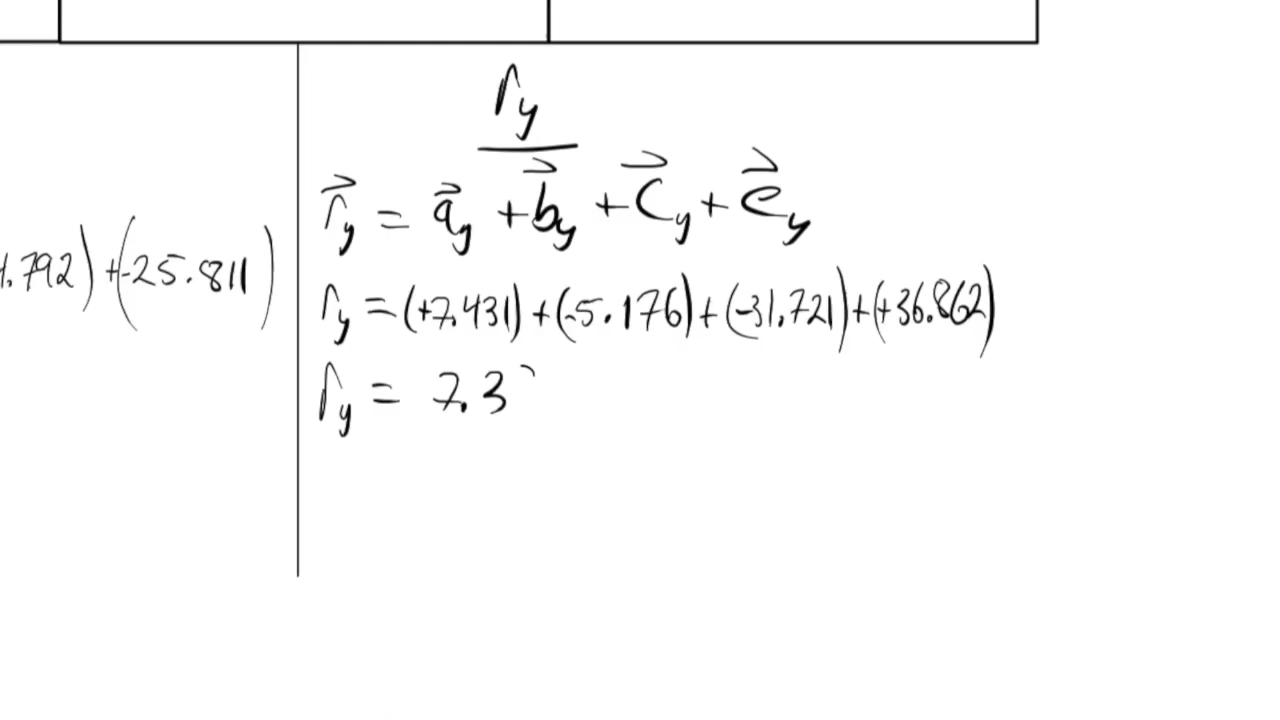 r_y
r⃗_y = a⃗_y + b⃗_y + c⃗_y + e⃗_y
.792) + (-25.811)
r_y = (+7.431) + (-5.176) + (-31.721) + (+36.862)
r_y = 7.3